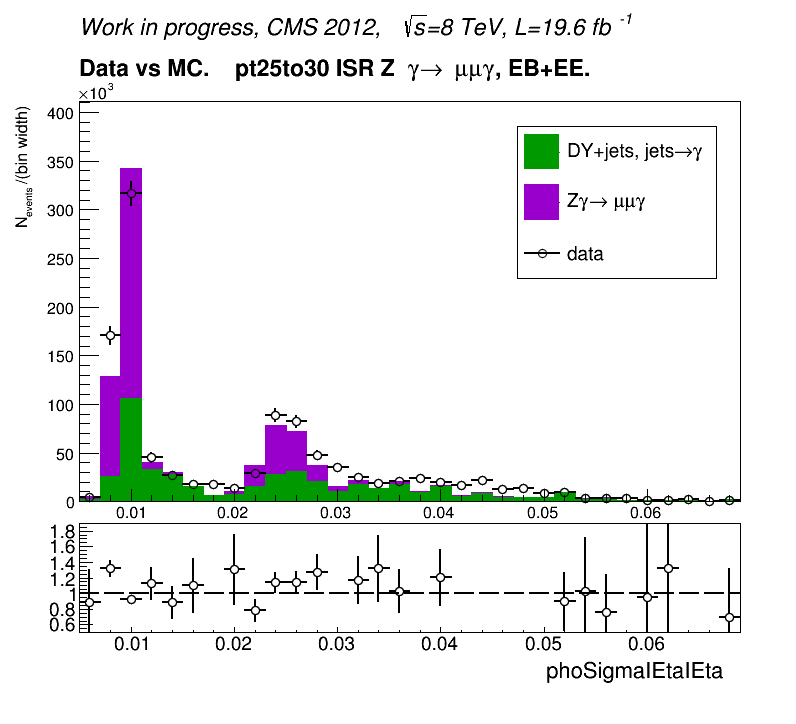 Work in progress, CMS 2012, √s=8 TeV, L=19.6 fb⁻¹
Data vs MC. pt25to30 ISR Z γ→ μμγ, EB+EE.
×10³
N_events /(bin width)
400
350
300
250
200
150
100
50
0
DY+jets, jets→γ
Zγ→ μμγ
data
0.01 0.02 0.03 0.04 0.05 0.06
1.8
1.6
1.4
1.2
1
0.8
0.6
0.01 0.02 0.03 0.04 0.05 0.06
phoSigmaIEtaIEta